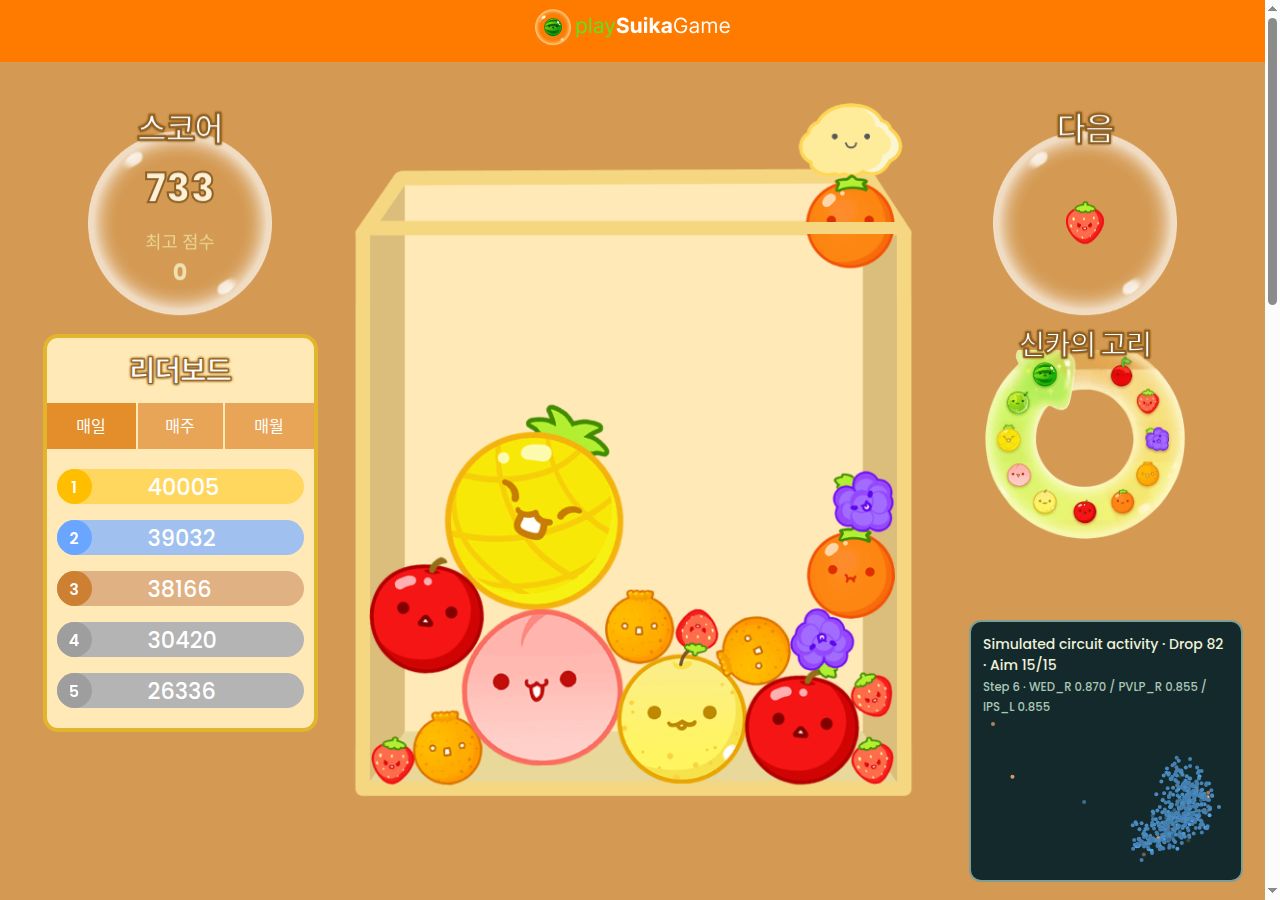 playSuikaGame
스코어
733
최고 점수
0
다음
신카의 고리
리더보드
매일 매주 매월
1 40005
2 39032
3 38166
4 30420
5 26336
Simulated circuit activity · Drop 82
· Aim 15/15
Step 6 · WED_R 0.870 / PVLP_R 0.855 /
IPS_L 0.855